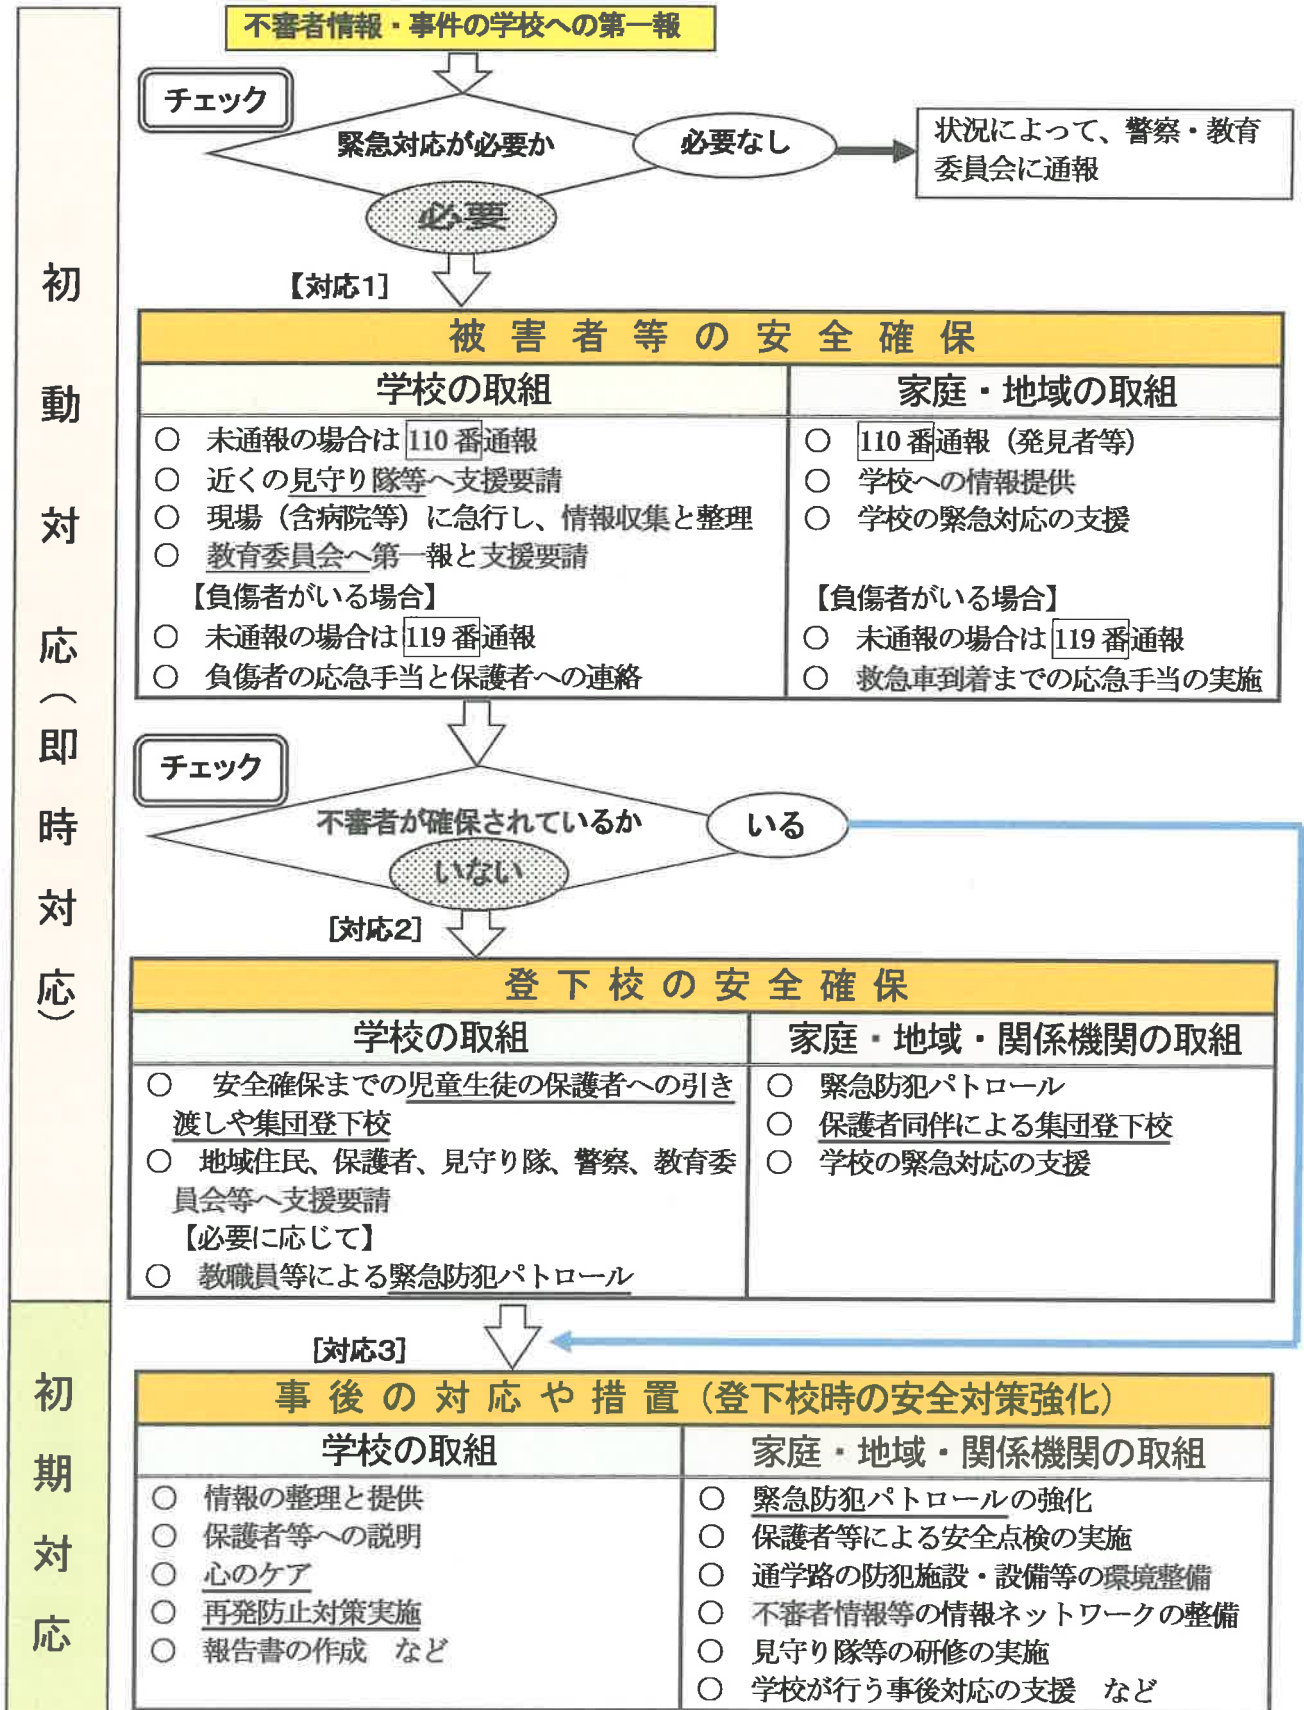 不審者情報・事件の学校への第一報
チェック
緊急対応が必要か
必要なし
状況によって、警察・教育
委員会に通報
必要
【対応1】
初動対応(即時対応)
被害者等の安全確保
学校の取組
○ 未通報の場合は110番通報
○ 近くの見守り隊等へ支援要請
○ 現場（含病院等）に急行し、情報収集と整理
○ 教育委員会へ第一報と支援要請
【負傷者がいる場合】
○ 未通報の場合は119番通報
○ 負傷者の応急手当と保護者への連絡
家庭・地域の取組
○ 110番通報（発見者等）
○ 学校への情報提供
○ 学校の緊急対応の支援
【負傷者がいる場合】
○ 未通報の場合は119番通報
○ 救急車到着までの応急手当の実施
チェック
不審者が確保されているか
いる
いない
[対応2]
登下校の安全確保
学校の取組
○ 安全確保までの児童生徒の保護者への引き
渡しや集団登下校
○ 地域住民、保護者、見守り隊、警察、教育委
員会等へ支援要請
【必要に応じて】
○ 教職員等による緊急防犯パトロール
家庭・地域・関係機関の取組
○ 緊急防犯パトロール
○ 保護者同伴による集団登下校
○ 学校の緊急対応の支援
[対応3]
初期対応
事後の対応や措置(登下校時の安全対策強化)
学校の取組
○ 情報の整理と提供
○ 保護者等への説明
○ 心のケア
○ 再発防止対策実施
○ 報告書の作成 など
家庭・地域・関係機関の取組
○ 緊急防犯パトロールの強化
○ 保護者等による安全点検の実施
○ 通学路の防犯施設・設備等の環境整備
○ 不審者情報等の情報ネットワークの整備
○ 見守り隊等の研修の実施
○ 学校が行う事後対応の支援 など